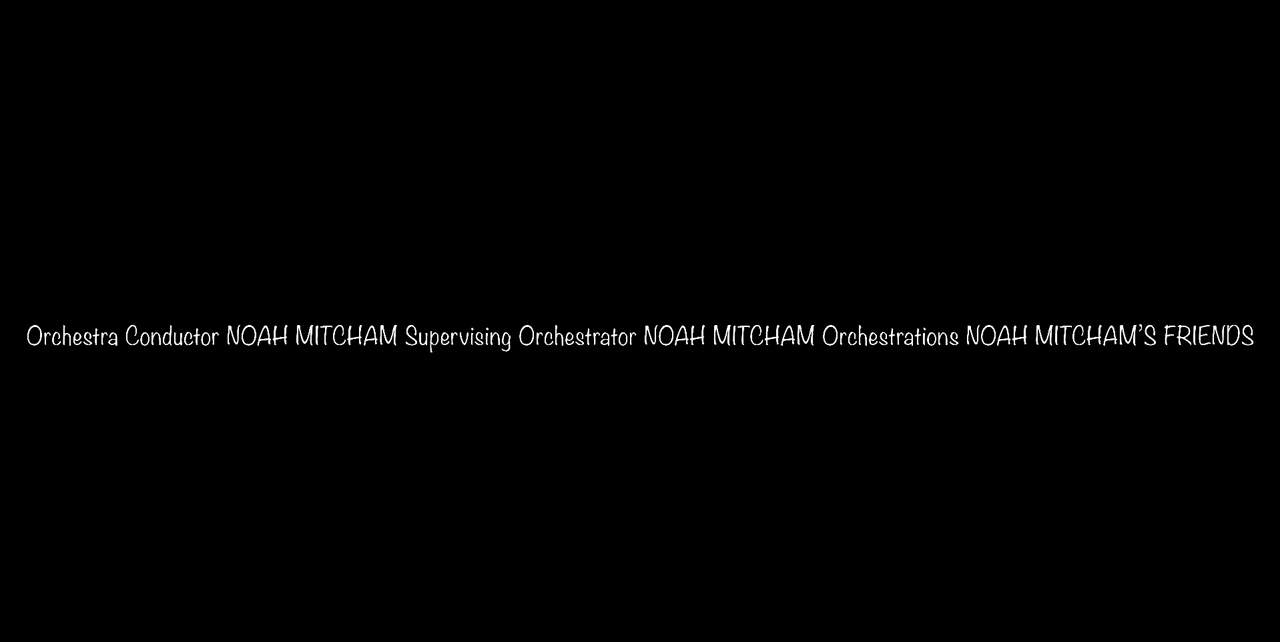 Orchestra Conductor NOAH MITCHAM Supervising Orchestrator NOAH MITCHAM Orchestrations NOAH MITCHAM’S FRIENDS